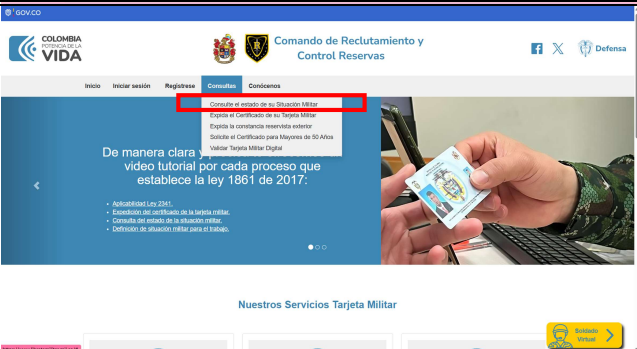 GOV.CO
COLOMBIA
POTENCIA DE LA
VIDA
Comando de Reclutamiento y
Control Reservas
Defensa
Inicio Iniciar sesión Registrese Consultas Conócenos
Consulte el estado de su Situación Militar
Expida el Certificado de su Tarjeta Militar
Expida la constancia reservista exterior
Solicite el Certificado para Mayores de 50 Años
Validar Tarjeta Militar Digital
De manera clara y
video tutorial por cada proceso que
establece la ley 1861 de 2017:
Aplicabilidad Ley 2341.
Expedición del certificado de la tarjeta militar.
Consulta del estado de la situación militar.
Definición de situación militar para el trabajo.
Nuestros Servicios Tarjeta Militar
Soldado
Virtual